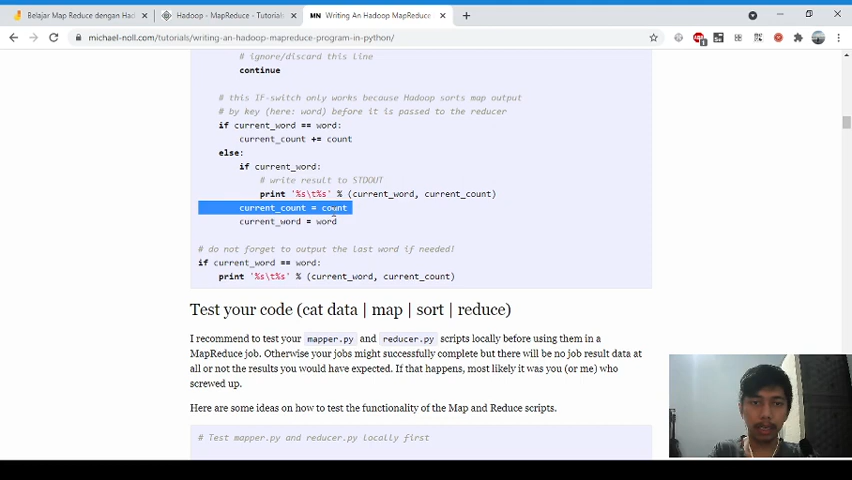 Belajar Map Reduce dengan Had
Hadoop - MapReduce - Tutorials
MN Writing An Hadoop MapReduce
michael-noll.com/tutorials/writing-an-hadoop-mapreduce-program-in-python/
# ignore/discard this line
continue
# this IF-switch only works because Hadoop sorts map output
# by key (here: word) before it is passed to the reducer
if current_word == word:
current_count += count
else:
if current_word:
# write result to STDOUT
print '%s\t%s' % (current_word, current_count)
current_count = count
current_word = word
# do not forget to output the last word if needed!
if current_word == word:
print '%s\t%s' % (current_word, current_count)
Test your code (cat data | map | sort | reduce)
I recommend to test your mapper.py and reducer.py scripts locally before using them in a
MapReduce job. Otherwise your jobs might successfully complete but there will be no job result data at
all or not the results you would have expected. If that happens, most likely it was you (or me) who
screwed up.
Here are some ideas on how to test the functionality of the Map and Reduce scripts.
# Test mapper.py and reducer.py locally first